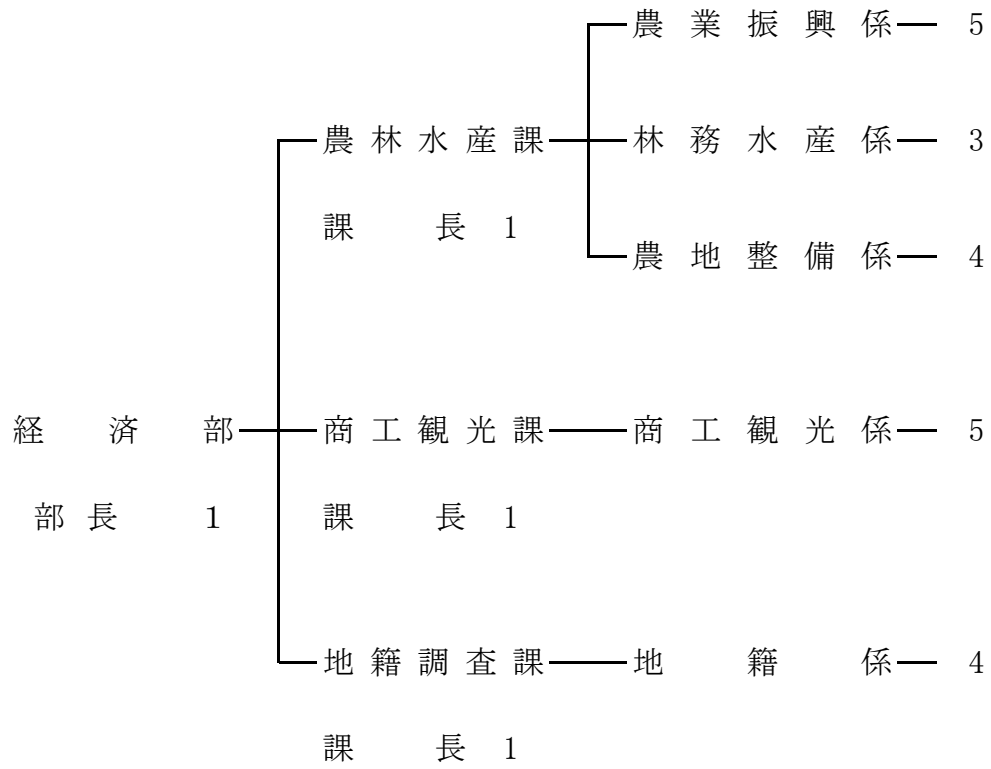 農業振興係 5
農林水産課 林務水産係 3
課長 1
農地整備係 4
経済部 商工観光課 商工観光係 5
部長 1 課長 1
地籍調査課 地籍係 4
課長 1